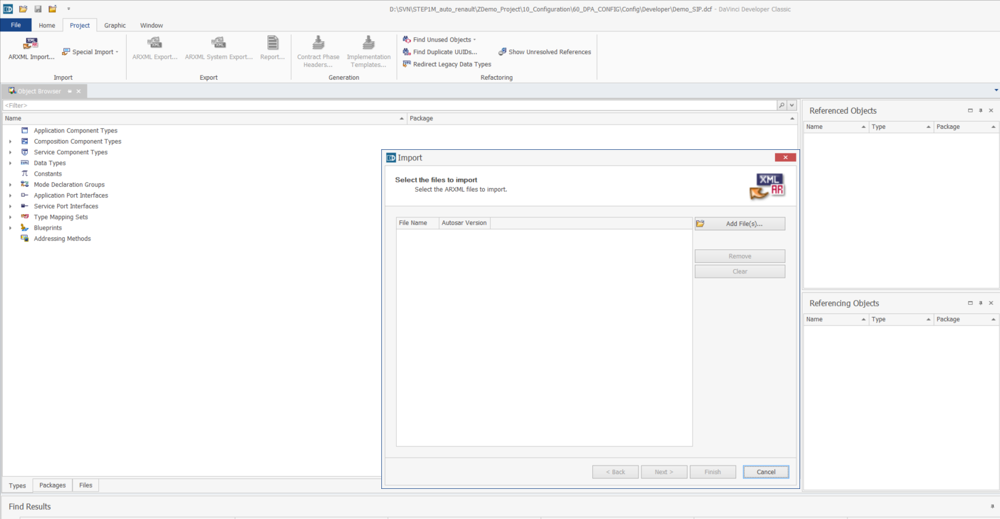 D:\SVN\STEP1M_auto_renault\ZDemo_Project\10_Configuration\60_DPA_CONFIG\Config\Developer\Demo_SIP.dcf - DaVinci Developer Classic
File Home Project Graphic Window
ARXML Import...
Special Import
ARXML Export...
ARXML System Export...
Report...
Contract Phase
Headers...
Implementation
Templates...
Find Unused Objects
Find Duplicate UUIDs...
Redirect Legacy Data Types
Show Unresolved References
Import Export Generation Refactoring
Object Browser
<Filter>
Name Package
Application Component Types
Composition Component Types
Service Component Types
Data Types
Constants
Mode Declaration Groups
Application Port Interfaces
Service Port Interfaces
Type Mapping Sets
Blueprints
Addressing Methods
Types Packages Files
Import
Select the files to import
Select the ARXML files to import.
XML
AR
File Name Autosar Version
Add File(s)...
Remove
Clear
< Back Next > Finish Cancel
Referenced Objects
Name Type Package
Referencing Objects
Name Type Package
Find Results